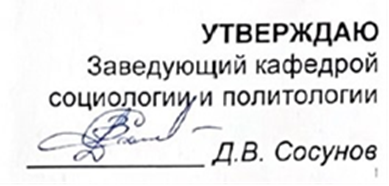 УТВЕРЖДАЮ
Заведующий кафедрой
социологии и политологии
Д.В. Сосунов